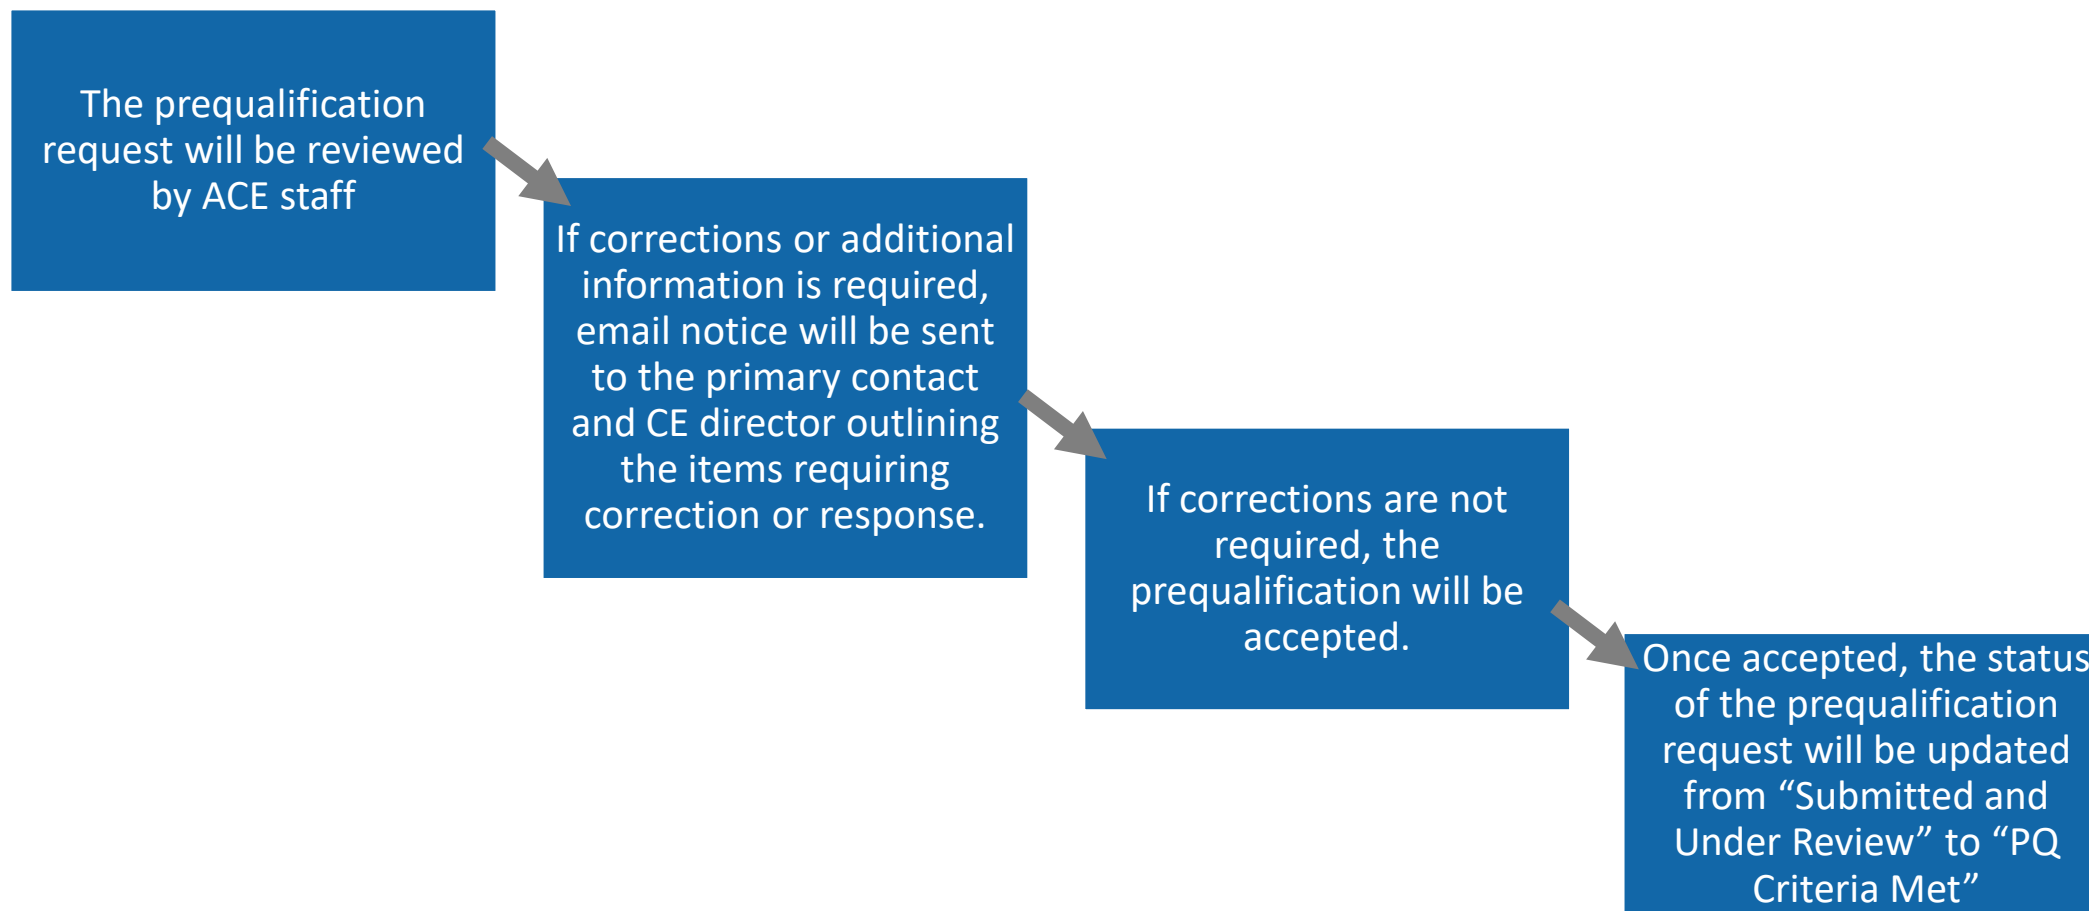 The prequalification
request will be reviewed
by ACE staff
If corrections or additional
information is required,
email notice will be sent
to the primary contact
and CE director outlining
the items requiring
correction or response.
If corrections are not
required, the
prequalification will be
accepted.
Once accepted, the status
of the prequalification
request will be updated
from “Submitted and
Under Review” to “PQ
Criteria Met”